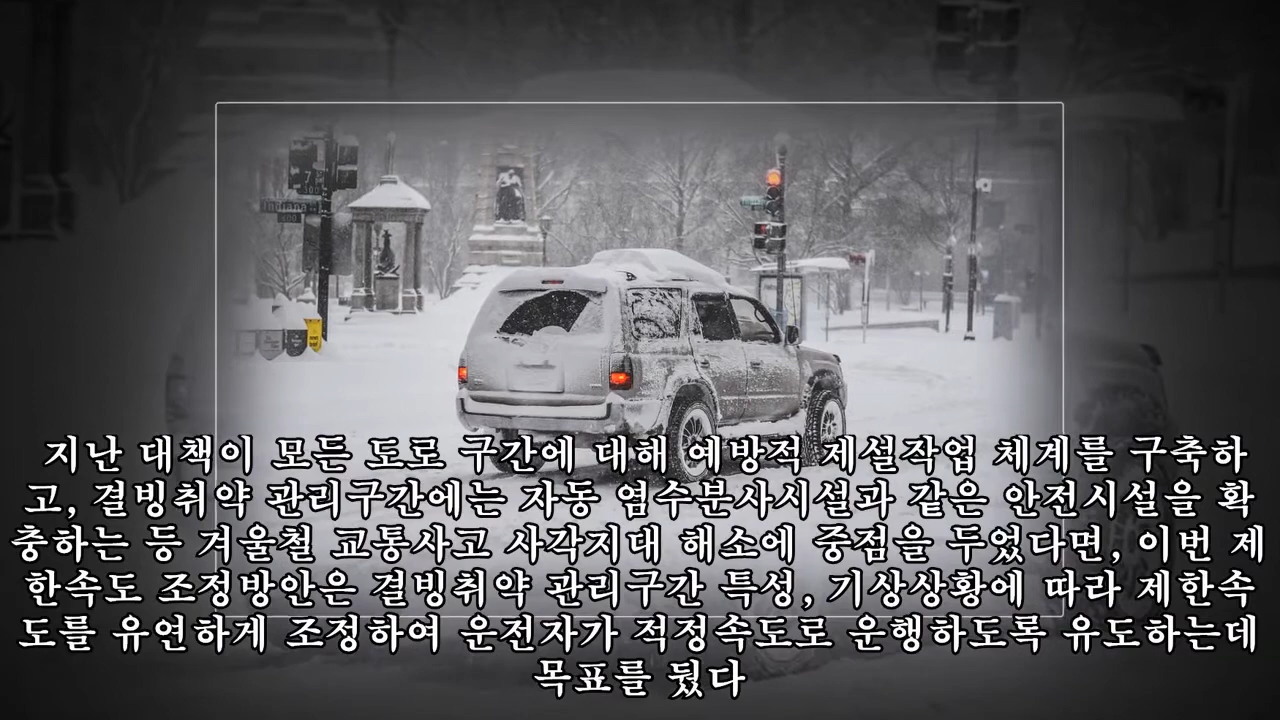 7
100
Indiana
400
지난 대책이 모든 도로 구간에 대해 예방적 제설작업 체계를 구축하
고, 결빙취약 관리구간에는 자동 염수분사시설과 같은 안전시설을 확
충하는 등 겨울철 교통사고 사각지대 해소에 중점을 두었다면, 이번 제
한속도 조정방안은 결빙취약 관리구간 특성, 기상상황에 따라 제한속
도를 유연하게 조정하여 운전자가 적정속도로 운행하도록 유도하는데
목표를 뒀다